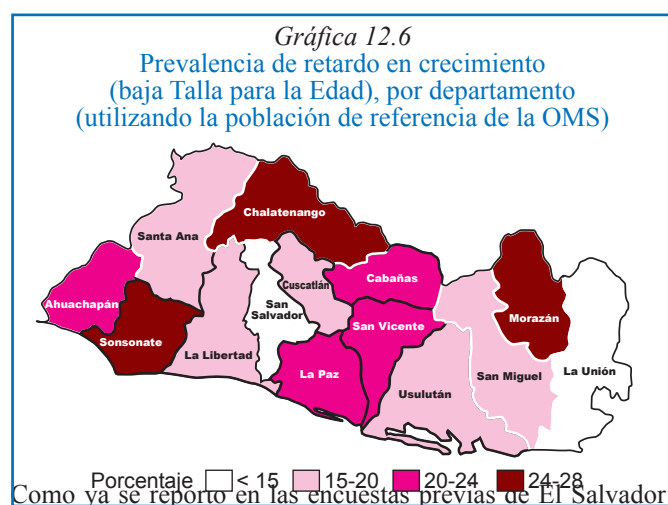 Gráfica 12.6
Prevalencia de retardo en crecimiento
(baja Talla para la Edad), por departamento
(utilizando la población de referencia de la OMS)
Chalatenango
Santa Ana
Cuscatlán
Cabañas
Ahuachapán
San
Salvador
Morazán
San Vicente
Sonsonate
La Libertad
La Paz
San Miguel
La Unión
Usulután
Porcentaje < 15 15-20 20-24 24-28
Como ya se reportó en las encuestas previas de El Salvador